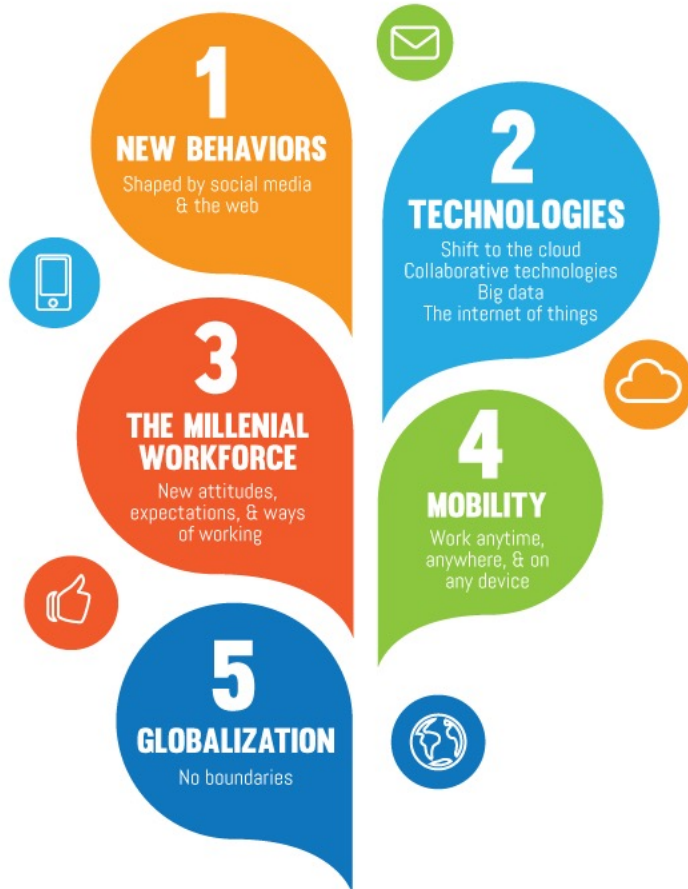 1
NEW BEHAVIORS
Shaped by social media
& the web
2
TECHNOLOGIES
Shift to the cloud
Collaborative technologies
Big data
The internet of things
3
THE MILLENIAL
WORKFORCE
New attitudes,
expectations, & ways
of working
4
MOBILITY
Work anytime,
anywhere, & on
any device
5
GLOBALIZATION
No boundaries